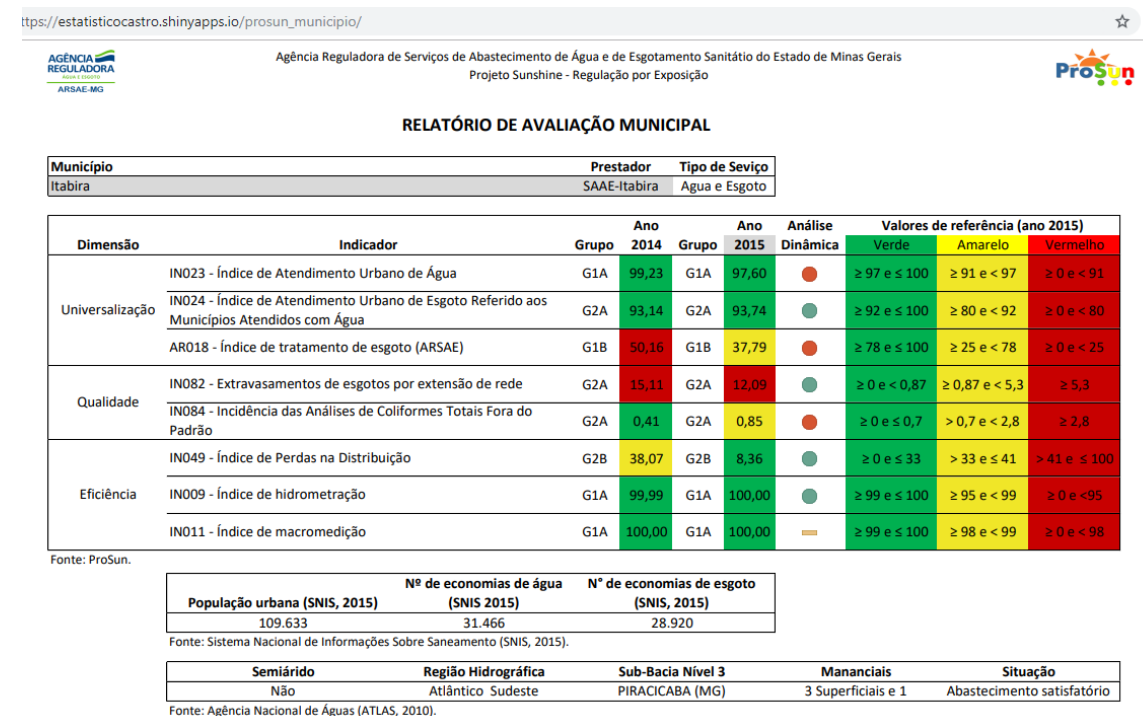 ttps://estatisticocastro.shinyapps.io/prosun_municipio/
AGÊNCIA
REGULADORA
ÁGUA E ESGOTO
ARSAE-MG
Agência Reguladora de Serviços de Abastecimento de Água e de Esgotamento Sanitátio do Estado de Minas Gerais
Projeto Sunshine - Regulação por Exposição
ProSun
RELATÓRIO DE AVALIAÇÃO MUNICIPAL
Município Prestador Tipo de Seviço
Itabira SAAE-Itabira Agua e Esgoto
Ano Ano Análise Valores de referência (ano 2015)
Dimensão Indicador Grupo 2014 Grupo 2015 Dinâmica Verde Amarelo Vermelho
IN023 - Índice de Atendimento Urbano de Água G1A 99,23 G1A 97,60 ≥ 97 e ≤ 100 ≥ 91 e < 97 ≥ 0 e < 91
Universalização
IN024 - Índice de Atendimento Urbano de Esgoto Referido aos
Municípios Atendidos com Água G2A 93,14 G2A 93,74 ≥ 92 e ≤ 100 ≥ 80 e < 92 ≥ 0 e < 80
AR018 - Índice de tratamento de esgoto (ARSAE) G1B 50,16 G1B 37,79 ≥ 78 e ≤ 100 ≥ 25 e < 78 ≥ 0 e < 25
Qualidade
IN082 - Extravasamentos de esgotos por extensão de rede G2A 15,11 G2A 12,09 ≥ 0 e < 0,87 ≥ 0,87 e < 5,3 ≥ 5,3
IN084 - Incidência das Análises de Coliformes Totais Fora do
Padrão G2A 0,41 G2A 0,85 ≥ 0 e ≤ 0,7 > 0,7 e < 2,8 ≥ 2,8
IN049 - Índice de Perdas na Distribuição G2B 38,07 G2B 8,36 ≥ 0 e ≤ 33 > 33 e ≤ 41 > 41 e ≤ 100
Eficiência IN009 - Índice de hidrometração G1A 99,99 G1A 100,00 ≥ 99 e ≤ 100 ≥ 95 e < 99 ≥ 0 e <95
IN011 - Índice de macromedição G1A 100,00 G1A 100,00 ≥ 99 e ≤ 100 ≥ 98 e < 99 ≥ 0 e < 98
Fonte: ProSun.
Nº de economias de água N° de economias de esgoto
População urbana (SNIS, 2015) (SNIS 2015) (SNIS, 2015)
109.633 31.466 28.920
Fonte: Sistema Nacional de Informações Sobre Saneamento (SNIS, 2015).
Semiárido Região Hidrográfica Sub-Bacia Nível 3 Mananciais Situação
Não Atlântico Sudeste PIRACICABA (MG) 3 Superficiais e 1 Abastecimento satisfatório
Fonte: Agência Nacional de Águas (ATLAS, 2010).